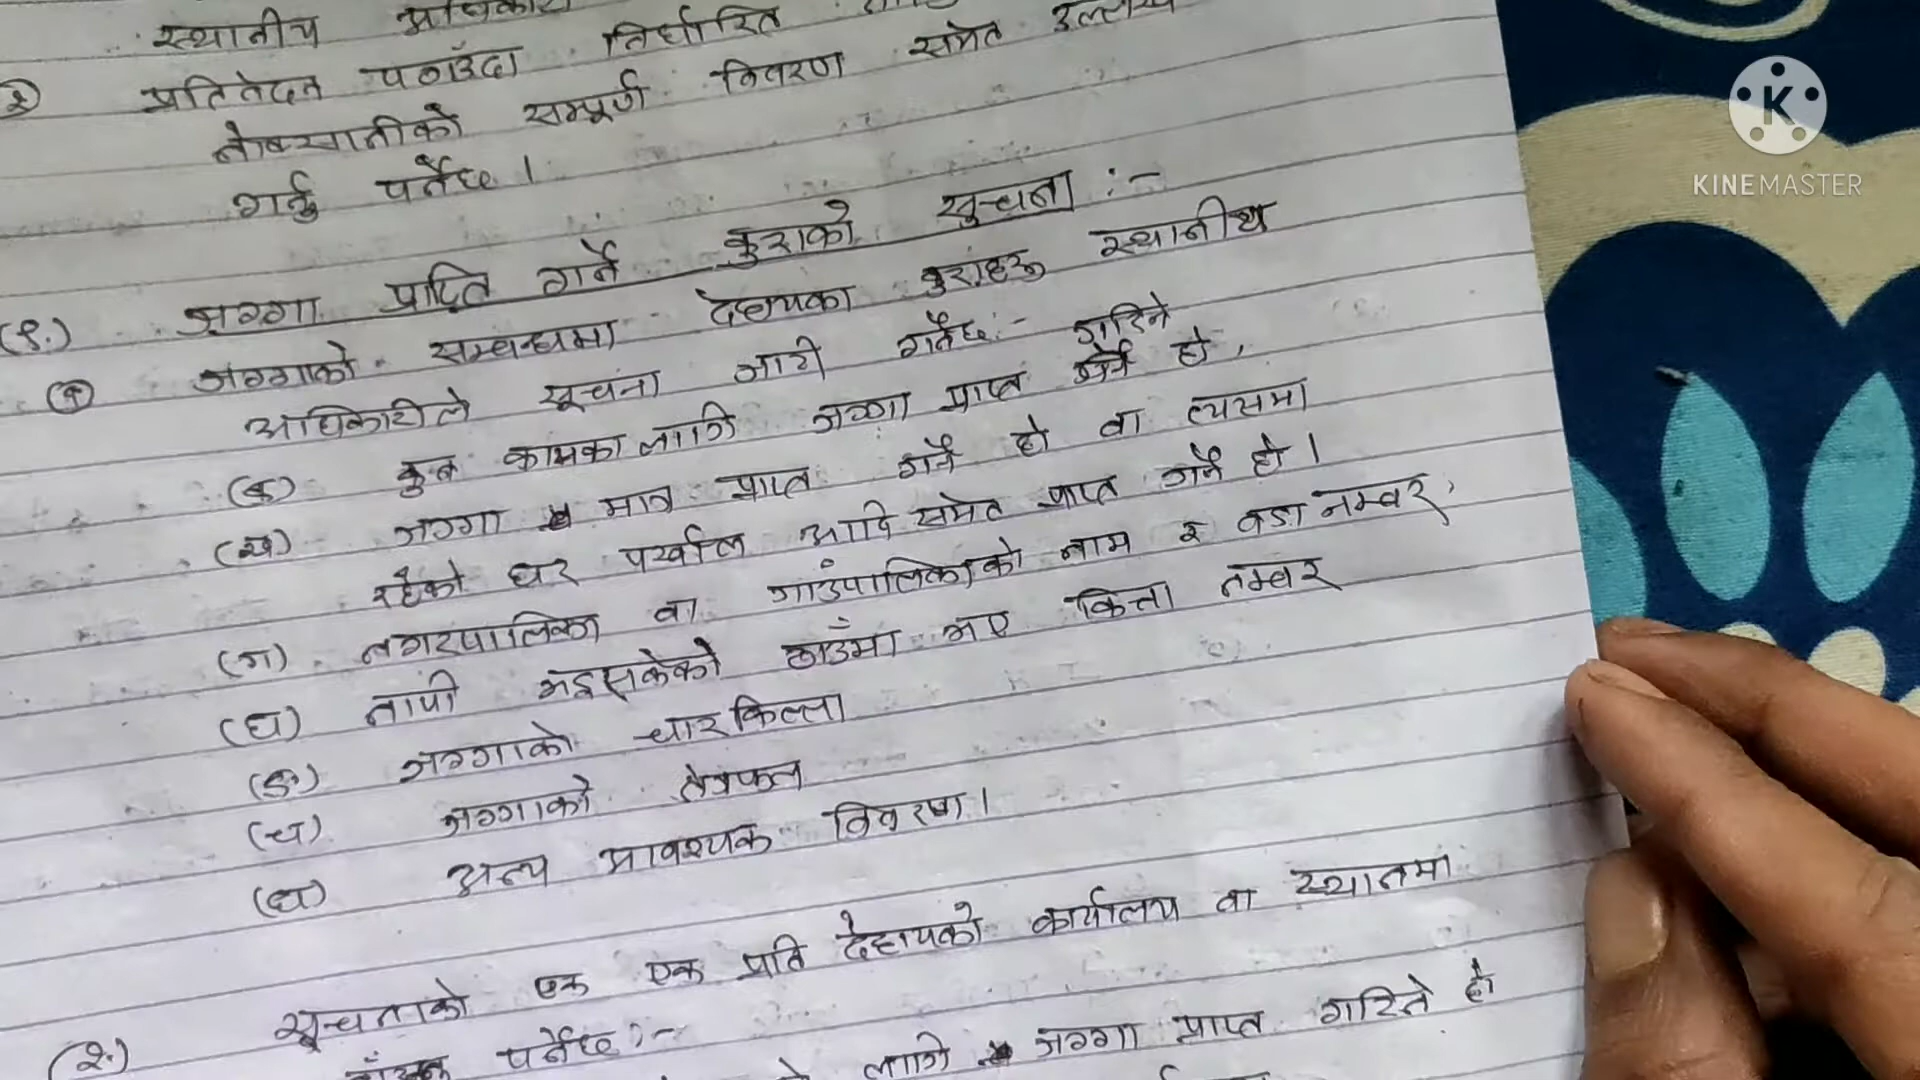 स्थानीय
२ प्रतिवेदन पठाउँदा निर्धारित
नोक्सानीको सम्पूर्ण विवरण समेत उल्लेख
गर्नु पर्नेछ।
जग्गा प्राप्ति गर्ने कुराको सूचना :-
(१.) जग्गाको सम्बन्धमा देहायका कुराहरू स्थानीय
अधिकारीले सूचना जारी गर्नेछ:-
(क) कुन कामका लागि जग्गा प्राप्त गरिने हो,
(ख) जग्गा मात्र प्राप्त गर्ने हो वा त्यसमा
रहेको घर पर्खाल आदि समेत प्राप्त गर्ने हो।
(ग) नगरपालिका वा गाउँपालिकाको नाम र वडा नम्बर,
(घ) नापी भइसकेको ठाउँमा भए कित्ता नम्बर
(ङ) जग्गाको चारकिल्ला
(च) जग्गाको क्षेत्रफल
(छ) अन्य आवश्यक विवरण।
(२.) सूचनाको एक एक प्रति देहायको कार्यालय वा स्थानमा
पर्नेछ :-
लागि जग्गा प्राप्त गरिने हो
KINEMASTER